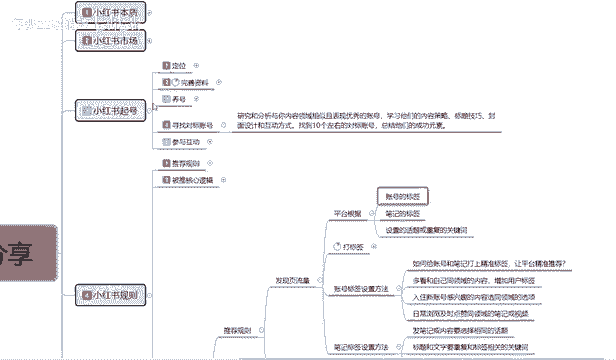 小红书本质
小红书市场
小红书起号
定位
完善资料
养号
寻找对标账号
研究和分析与你内容领域相似且表现优秀的账号，学习他们的内容策略、标题技巧、封
面设计和互动方式。找到10个左右的对标账号，总结他们的成功元素。
参与互动
推荐规则
被推核心逻辑
分享
小红书规则
平台根据
账号的标签
笔记的标签
设置的话题或重复的关键词
打标签
发现页流量
账号标签设置方法
如何给账号和笔记打上精准标签，让平台精准推荐？
多看和自己同领域的内容，增加用户标签
入住新账号感兴趣的内容选同领域的选项
日常浏览及时点赞同领域的笔记或视频
推荐规则
笔记标签设置方法
发笔记或内容要选择相同的话题
标题和文字要重复和标签相关的关键词